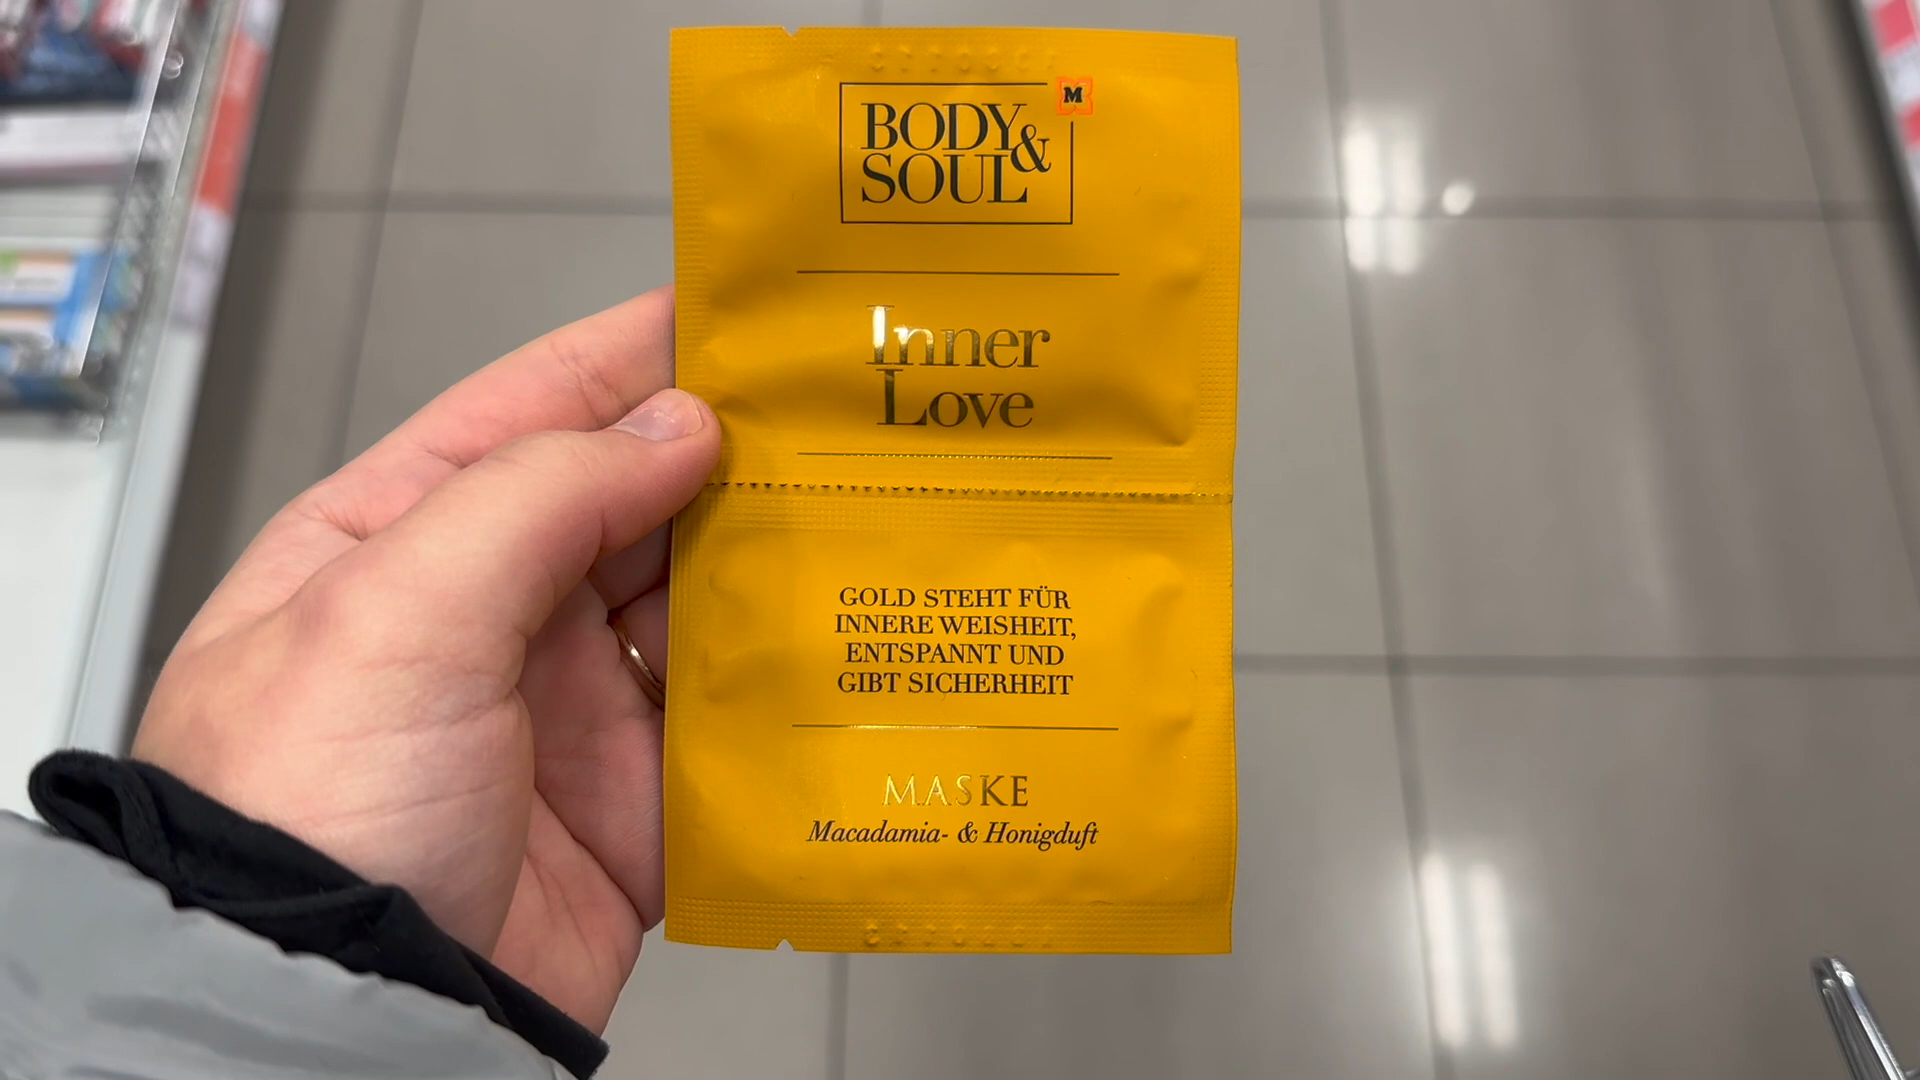 BODY
&
SOUL
M
Inner
Love
GOLD STEHT FÜR
INNERE WEISHEIT,
ENTSPANNT UND
GIBT SICHERHEIT
MASKE
Macadamia- & Honigduft